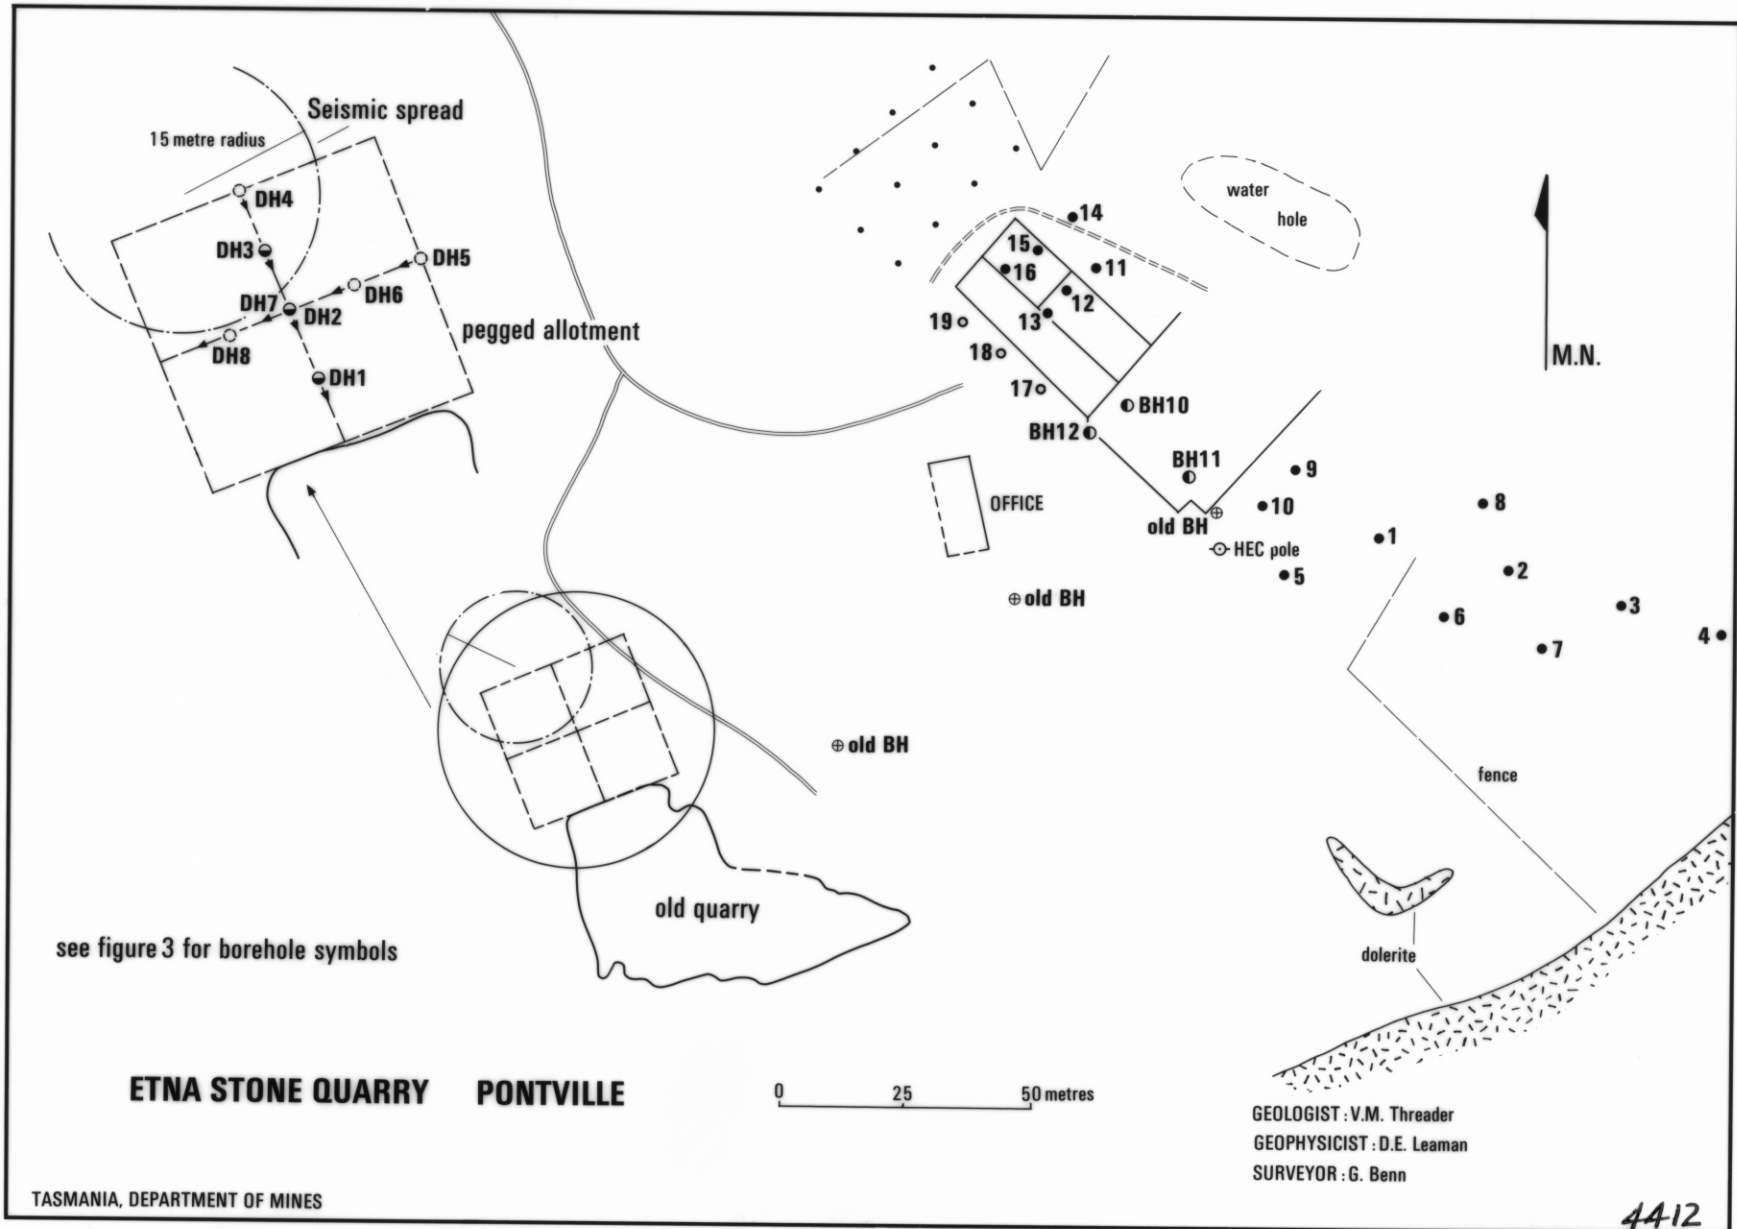 Seismic spread
15 metre radius
DH4
DH3
DH5
DH7
DH6
DH2
DH8
DH1
pegged allotment
water
hole
14
15
16
11
12
13
19
18
17
M.N.
BH10
BH12
BH11
9
10
8
old BH
1
OFFICE
HEC pole
5
2
old BH
6
3
4
7
old BH
fence
old quarry
dolerite
see figure 3 for borehole symbols
ETNA STONE QUARRY PONTVILLE
0 25 50 metres
GEOLOGIST : V.M. Threader
GEOPHYSICIST : D.E. Leaman
SURVEYOR : G. Benn
TASMANIA, DEPARTMENT OF MINES
4412